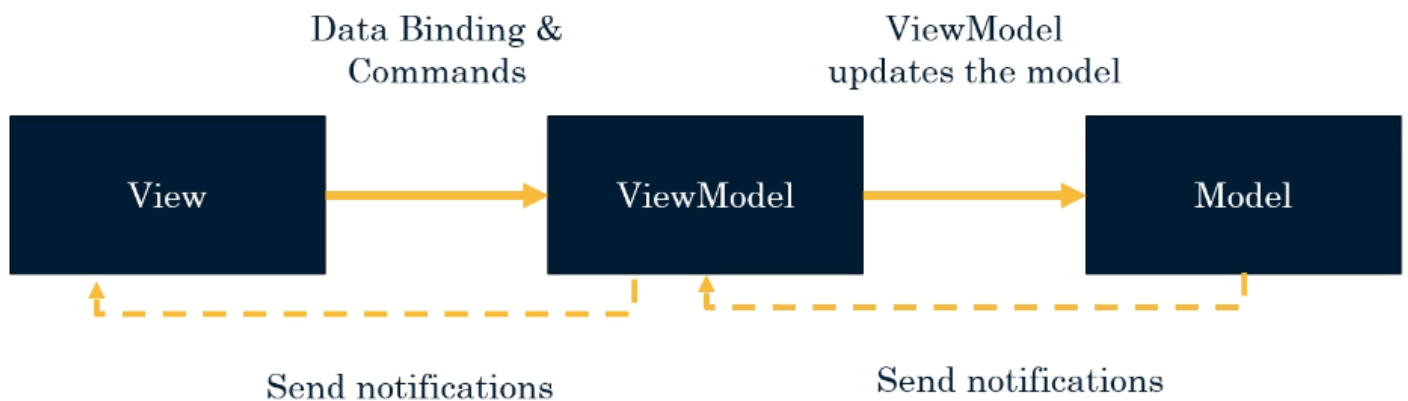 Data Binding &
Commands
ViewModel
updates the model
View
ViewModel
Model
Send notifications
Send notifications